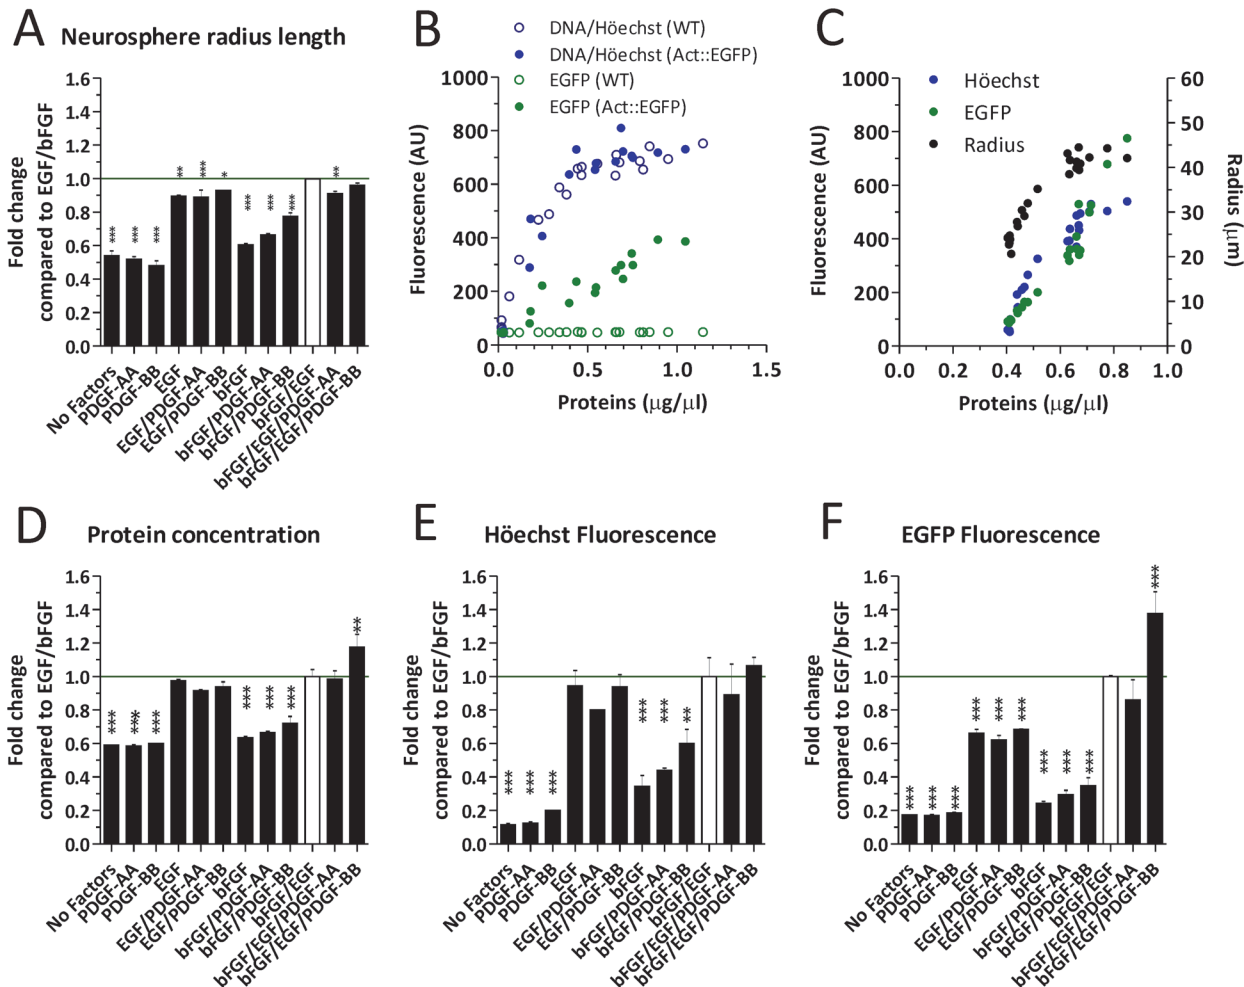 A Neurosphere radius length
Fold change
compared to EGF/bFGF
1.6
1.4
1.2
1.0
0.8
0.6
0.4
0.2
0.0
*** *** *** ** *** * *** *** *** **
No Factors
PDGF-AA
PDGF-BB
EGF
EGF/PDGF-AA
EGF/PDGF-BB
bFGF
bFGF/PDGF-AA
bFGF/PDGF-BB
bFGF/EGF
bFGF/EGF/PDGF-AA
bFGF/EGF/PDGF-BB
B
DNA/Höechst (WT)
DNA/Höechst (Act::EGFP)
EGFP (WT)
EGFP (Act::EGFP)
Fluorescence (AU)
1000
800
600
400
200
0
0.0 0.5 1.0 1.5
Proteins (µg/µl)
C
Höechst
EGFP
Radius
Fluorescence (AU)
1000
800
600
400
200
0
60
50
40
30
20
10
0
Radius (µm)
0.0 0.2 0.4 0.6 0.8 1.0
Proteins (µg/µl)
D Protein concentration
Fold change
compared to EGF/bFGF
1.6
1.4
1.2
1.0
0.8
0.6
0.4
0.2
0.0
*** *** *** *** *** *** **
No Factors
PDGF-AA
PDGF-BB
EGF
EGF/PDGF-AA
EGF/PDGF-BB
bFGF
bFGF/PDGF-AA
bFGF/PDGF-BB
bFGF/EGF
bFGF/EGF/PDGF-AA
bFGF/EGF/PDGF-BB
E Höechst Fluorescence
Fold change
compared to EGF/bFGF
1.6
1.4
1.2
1.0
0.8
0.6
0.4
0.2
0.0
*** *** *** *** *** **
No Factors
PDGF-AA
PDGF-BB
EGF
EGF/PDGF-AA
EGF/PDGF-BB
bFGF
bFGF/PDGF-AA
bFGF/PDGF-BB
bFGF/EGF
bFGF/EGF/PDGF-AA
bFGF/EGF/PDGF-BB
F EGFP Fluorescence
Fold change
compared to EGF/bFGF
1.6
1.4
1.2
1.0
0.8
0.6
0.4
0.2
0.0
*** *** *** *** *** *** *** *** *** ***
No Factors
PDGF-AA
PDGF-BB
EGF
EGF/PDGF-AA
EGF/PDGF-BB
bFGF
bFGF/PDGF-AA
bFGF/PDGF-BB
bFGF/EGF
bFGF/EGF/PDGF-AA
bFGF/EGF/PDGF-BB